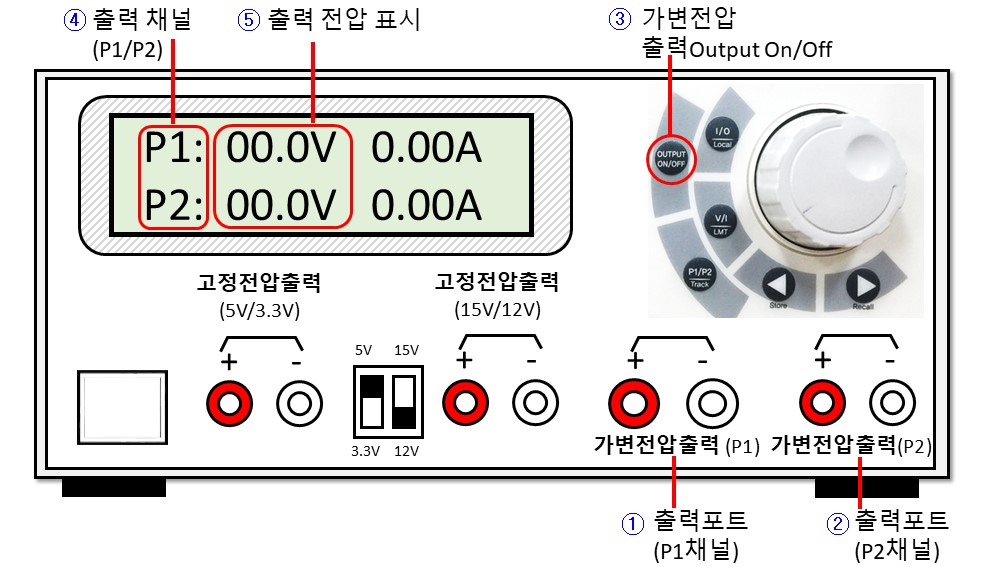 ④ 출력 채널
(P1/P2)
⑤ 출력 전압 표시
③ 가변전압
출력Output On/Off
P1: 00.0V 0.00A
P2: 00.0V 0.00A
I/O
Local
OUTPUT
ON/OFF
V/I
LMT
P1/P2
Track
Store
Recall
고정전압출력
(5V/3.3V)
고정전압출력
(15V/12V)
+ -
5V 15V
3.3V 12V
+ -
+ -
가변전압출력 (P1)
+ -
가변전압출력(P2)
① 출력포트
(P1채널)
② 출력포트
(P2채널)